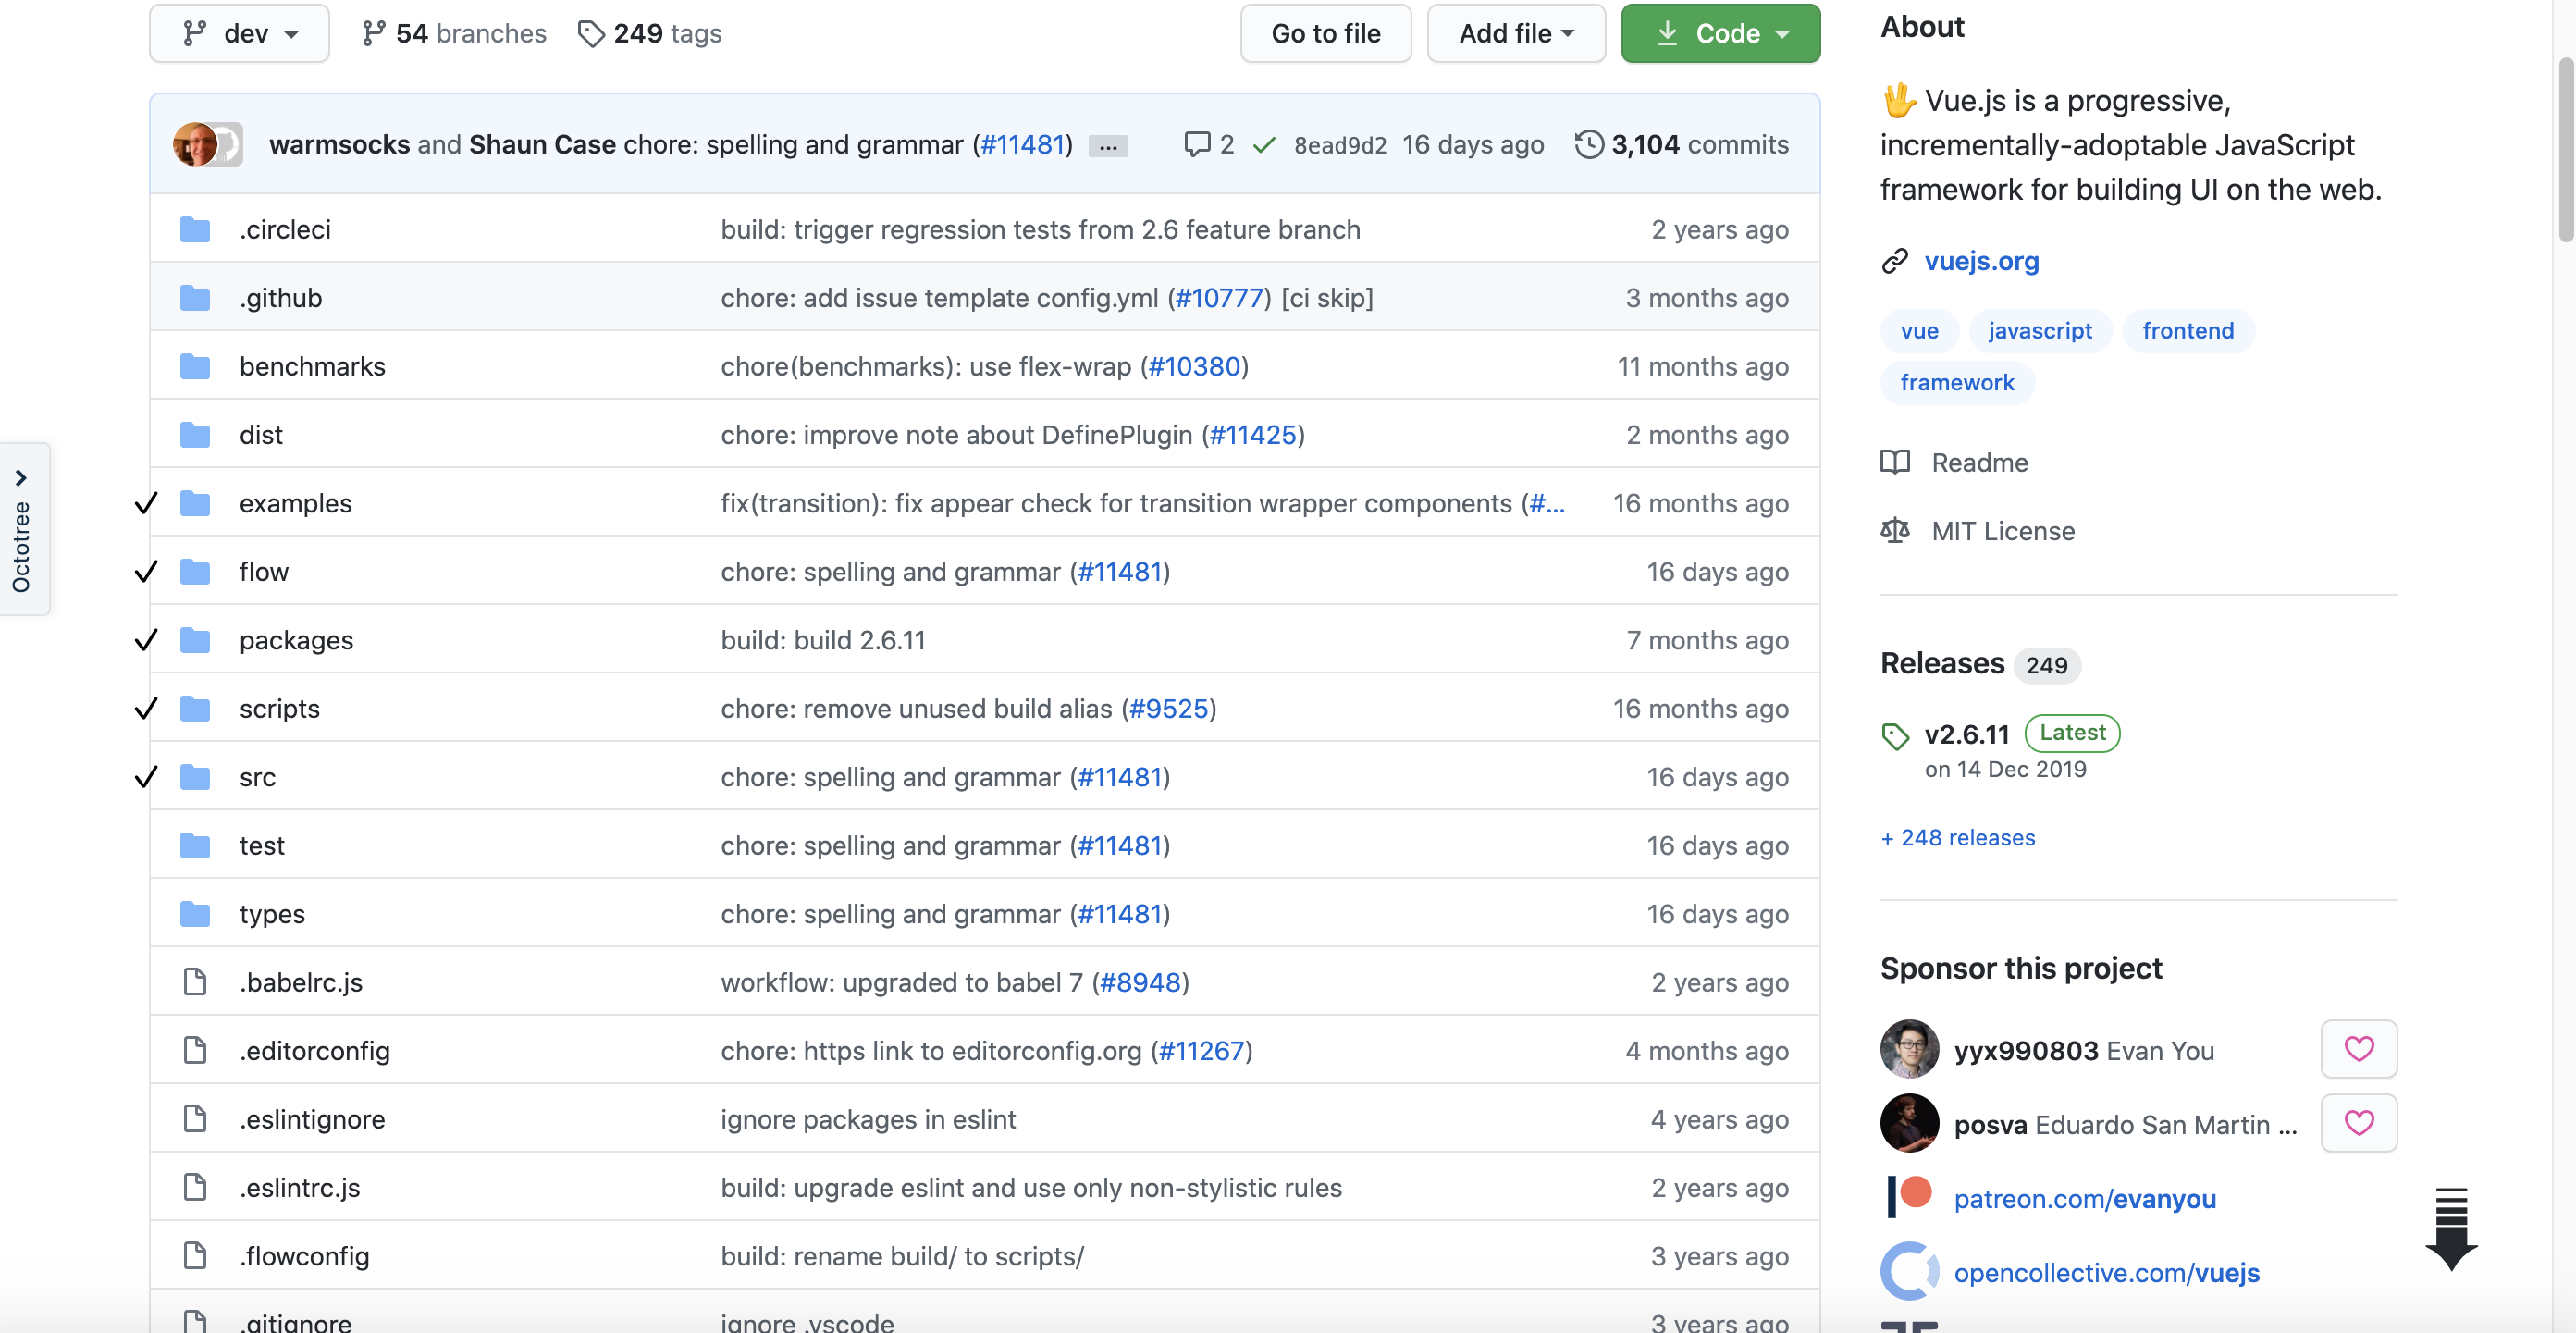 dev 54 branches 249 tags Go to file Add file Code
warmsocks and Shaun Case chore: spelling and grammar (#11481) ... 2 8ead9d2 16 days ago 3,104 commits
.circleci build: trigger regression tests from 2.6 feature branch 2 years ago
.github chore: add issue template config.yml (#10777) [ci skip] 3 months ago
benchmarks chore(benchmarks): use flex-wrap (#10380) 11 months ago
dist chore: improve note about DefinePlugin (#11425) 2 months ago
examples fix(transition): fix appear check for transition wrapper components (#... 16 months ago
flow chore: spelling and grammar (#11481) 16 days ago
packages build: build 2.6.11 7 months ago
scripts chore: remove unused build alias (#9525) 16 months ago
src chore: spelling and grammar (#11481) 16 days ago
test chore: spelling and grammar (#11481) 16 days ago
types chore: spelling and grammar (#11481) 16 days ago
.babelrc.js workflow: upgraded to babel 7 (#8948) 2 years ago
.editorconfig chore: https link to editorconfig.org (#11267) 4 months ago
.eslintignore ignore packages in eslint 4 years ago
.eslintrc.js build: upgrade eslint and use only non-stylistic rules 2 years ago
.flowconfig build: rename build/ to scripts/ 3 years ago
.gitignore ignore .vscode 3 years ago
Octotree
About
🖖 Vue.js is a progressive,
incrementally-adoptable JavaScript
framework for building UI on the web.
vuejs.org
vue javascript frontend
framework
Readme
MIT License
Releases 249
v2.6.11 Latest
on 14 Dec 2019
+ 248 releases
Sponsor this project
yyx990803 Evan You
posva Eduardo San Martin ...
patreon.com/evanyou
opencollective.com/vuejs